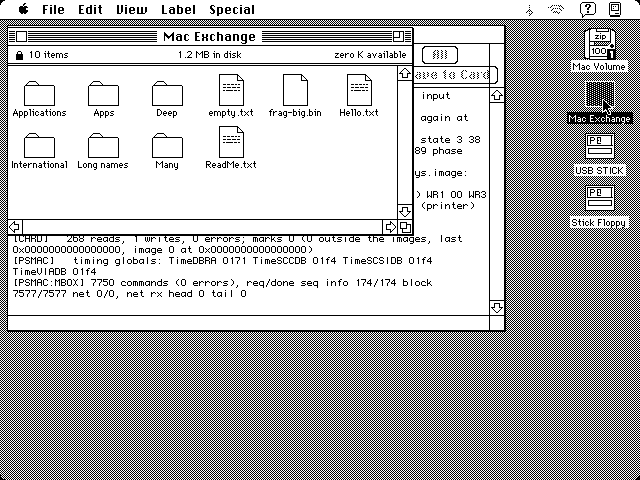 File Edit View Label Special
Mac Exchange
10 items 1.2 MB in disk zero K available
Applications Apps Deep empty.txt frag-big.bin Hello.txt
International Long names Many ReadMe.txt
All
ave to Card
input
again at
state 3 38
89 phase
ys.image:
) WR1 00 WR3
(printer)
[CARD] 268 reads, 1 writes, 0 errors; marks 0 (0 outside the images, last
0x0000000000000000, image 0 at 0x0000000000000000)
[PSMAC] timing globals: TimeDBRA 0171 TimeSCCDB 01f4 TimeSCSIDB 01f4
TimeVIADB 01f4
[PSMAC:MBOX] 7750 commands (0 errors), req/done seq info 174/174 block
7577/7577 net 0/0, net rx head 0 tail 0
zip
100
Mac Volume
Mac Exchange
USB STICK
Stick Floppy